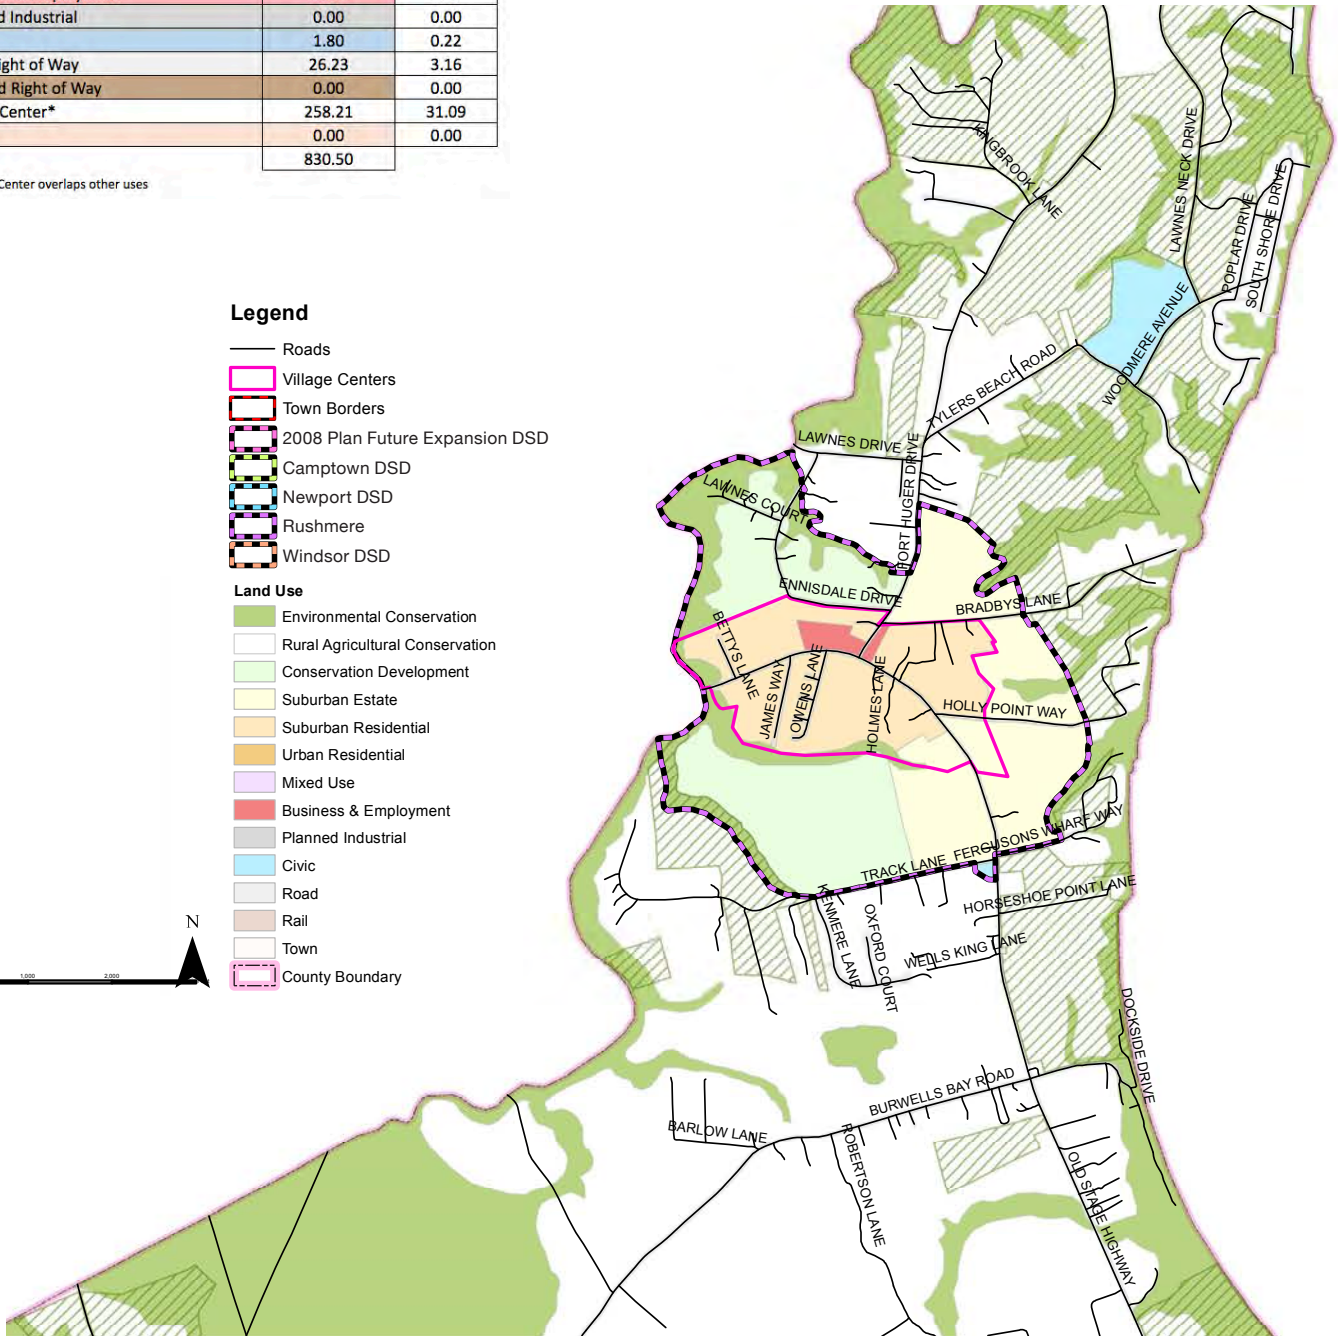 d Industrial 0.00 0.00
1.80 0.22
ight of Way 26.23 3.16
d Right of Way 0.00 0.00
Center* 258.21 31.09
0.00 0.00
830.50
Center overlaps other uses
Legend
Roads
Village Centers
Town Borders
2008 Plan Future Expansion DSD
Camptown DSD
Newport DSD
Rushmere
Windsor DSD
Land Use
Environmental Conservation
Rural Agricultural Conservation
Conservation Development
Suburban Estate
Suburban Residential
Urban Residential
Mixed Use
Business & Employment
Planned Industrial
Civic
Road
Rail
Town
County Boundary
N
1,000 2,000
KINGBROOK LANE
LAWNES NECK DRIVE
POPLAR DRIVE
SOUTH SHORE DRIVE
WOODMERE AVENUE
TYLERS BEACH ROAD
LAWNES DRIVE
FORT HUGER DRIVE
LAWNES COURT
ENNISDALE DRIVE
BRADBYS LANE
BETTYS LANE
JAMES WAY
OWENS LANE
HOLMES LANE
HOLLY POINT WAY
FERGUSONS WHARF WAY
TRACK LANE
HORSESHOE POINT LANE
KENMERE LANE
OXFORD COURT
WELLS KING LANE
DOCKSIDE DRIVE
BURWELLS BAY ROAD
BARLOW LANE
ROBERTSON LANE
OLD STAGE HIGHWAY